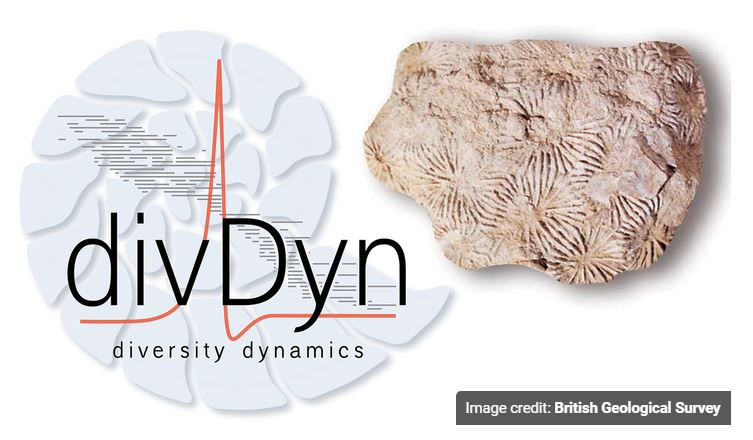 divDyn
diversity dynamics
Image credit: British Geological Survey